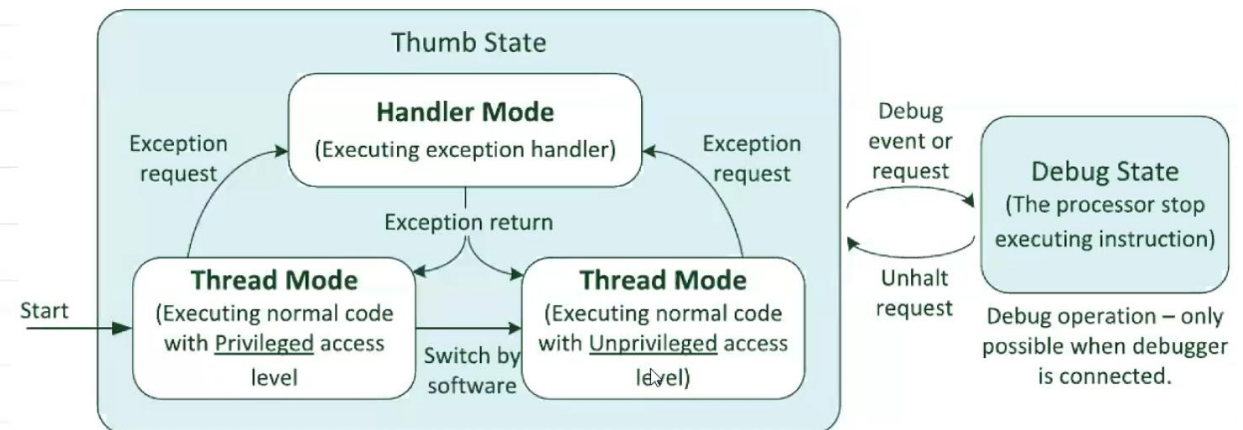 Thumb State
Handler Mode
(Executing exception handler)
Exception
request
Exception
request
Exception return
Start
Thread Mode
(Executing normal code
with Privileged access
level
Switch by
software
Thread Mode
(Executing normal code
with Unprivileged access
level)
Debug
event or
request
Unhalt
request
Debug State
(The processor stop
executing instruction)
Debug operation – only
possible when debugger
is connected.